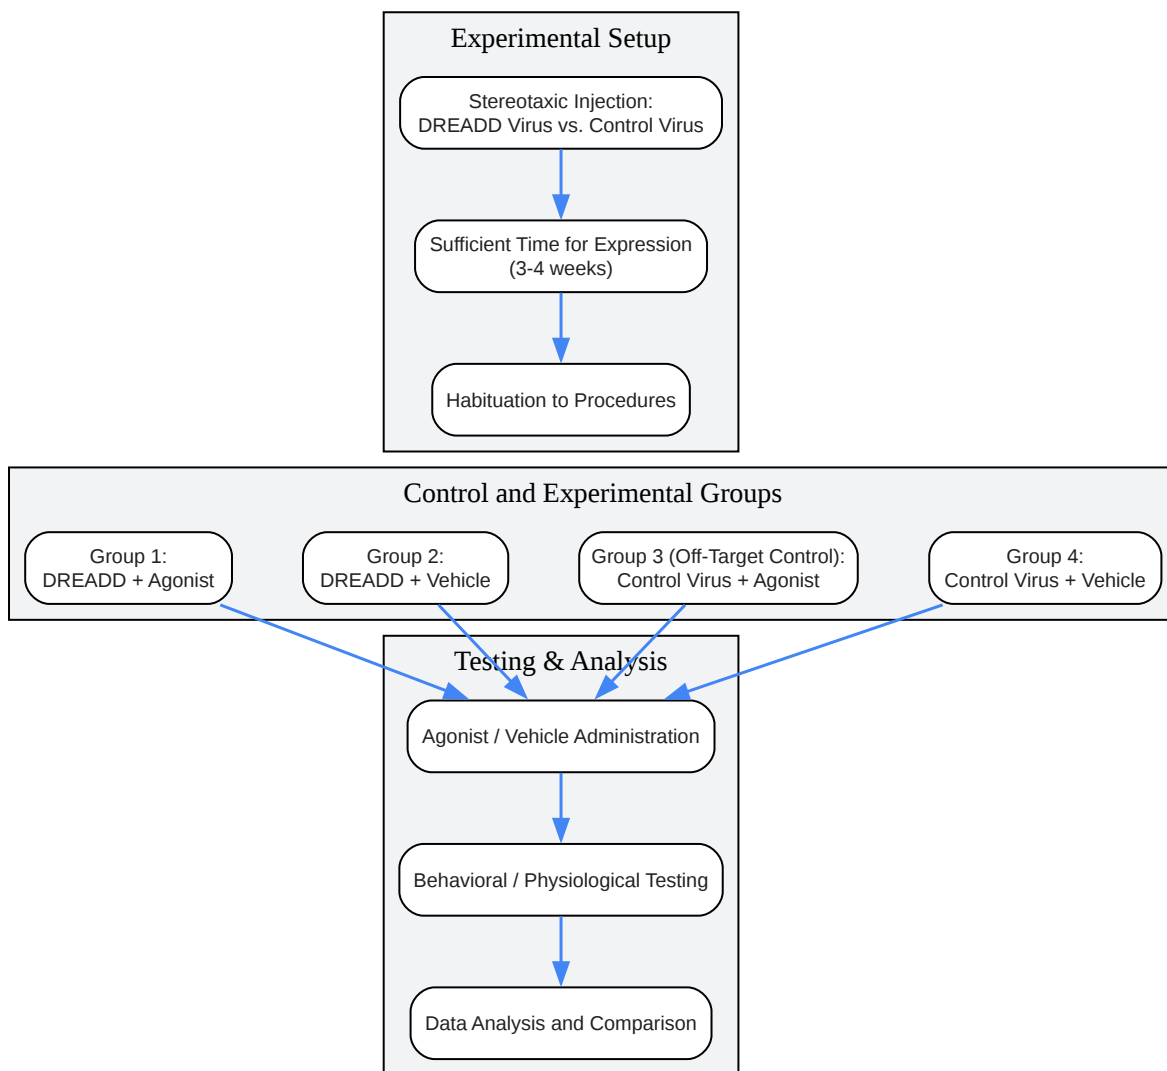 Experimental Setup
Stereotaxic Injection:
DREADD Virus vs. Control Virus
Sufficient Time for Expression
(3-4 weeks)
Habituation to Procedures
Control and Experimental Groups
Group 1:
DREADD + Agonist
Group 2:
DREADD + Vehicle
Group 3 (Off-Target Control):
Control Virus + Agonist
Group 4:
Control Virus + Vehicle
Testing & Analysis
Agonist / Vehicle Administration
Behavioral / Physiological Testing
Data Analysis and Comparison